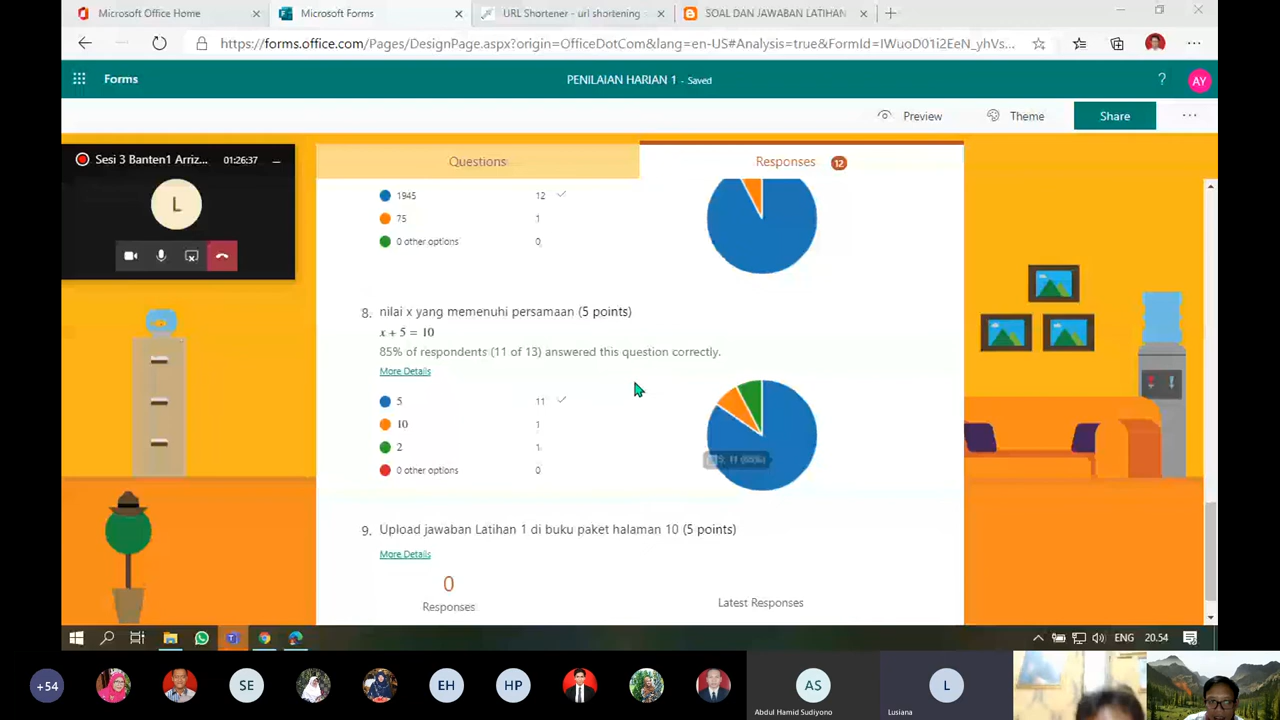 Microsoft Office Home
Microsoft Forms
URL Shortener - url shortening
SOAL DAN JAWABAN LATIHAN
https://forms.office.com/Pages/DesignPage.aspx?origin=OfficeDotCom&lang=en-US#Analysis=true&FormId=IWuoD01i2EeN_yhVs...
Forms
PENILAIAN HARIAN 1 - Saved
?
AY
Preview
Theme
Share
Sesi 3 Banten1 Arriz...
01:26:37
L
Questions
Responses
12
1945 12
75 1
0 other options 0
8. nilai x yang memenuhi persamaan (5 points)
x + 5 = 10
85% of respondents (11 of 13) answered this question correctly.
More Details
5 11
10 1
2 1
0 other options 0
9. Upload jawaban Latihan 1 di buku paket halaman 10 (5 points)
More Details
0
Responses
Latest Responses
ENG
20.54
+54
SE
EH
HP
AS
Abdul Hamid Sudiyono
L
Lusiana